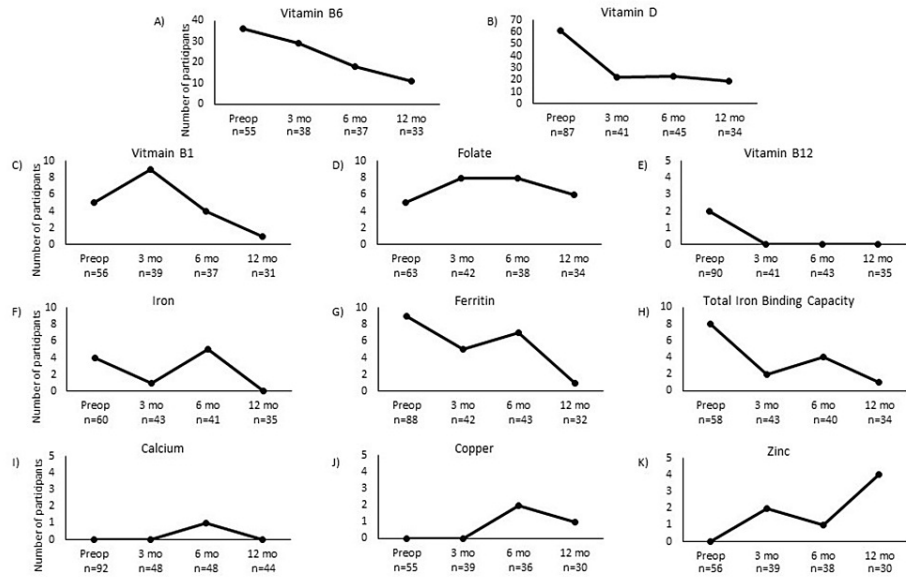 A) Vitamin B6
Number of participants
40
30
20
10
0
Preop 3 mo 6 mo 12 mo
n=55 n=38 n=37 n=33
B) Vitamin D
70
60
50
40
30
20
10
0
Preop 3 mo 6 mo 12 mo
n=87 n=41 n=45 n=34
C) Vitmain B1
Number of participants
10
8
6
4
2
0
Preop 3 mo 6 mo 12 mo
n=56 n=39 n=37 n=31
D) Folate
10
8
6
4
2
0
Preop 3 mo 6 mo 12 mo
n=63 n=42 n=38 n=34
E) Vitamin B12
5
4
3
2
1
0
Preop 3 mo 6 mo 12 mo
n=90 n=41 n=43 n=35
F) Iron
Number of participants
10
8
6
4
2
0
Preop 3 mo 6 mo 12 mo
n=60 n=43 n=41 n=35
G) Ferritin
10
8
6
4
2
0
Preop 3 mo 6 mo 12 mo
n=88 n=42 n=43 n=32
H) Total Iron Binding Capacity
10
8
6
4
2
0
Preop 3 mo 6 mo 12 mo
n=58 n=43 n=40 n=34
I) Calcium
Number of participants
5
4
3
2
1
0
Preop 3 mo 6 mo 12 mo
n=92 n=48 n=48 n=44
J) Copper
5
4
3
2
1
0
Preop 3 mo 6 mo 12 mo
n=55 n=39 n=36 n=30
K) Zinc
5
4
3
2
1
0
Preop 3 mo 6 mo 12 mo
n=56 n=39 n=38 n=30